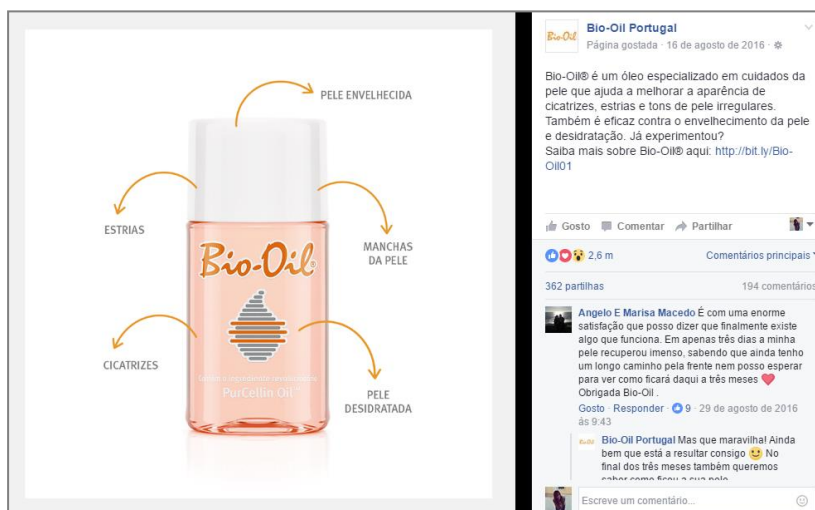 PELE ENVELHECIDA
ESTRIAS
MANCHAS
DA PELE
Bio-Oil®
CICATRIZES
PurCellin Oil™
PELE
DESIDRATADA
Bio-Oil
Bio-Oil Portugal
Página gostada · 16 de agosto de 2016 ·
Bio-Oil® é um óleo especializado em cuidados da
pele que ajuda a melhorar a aparência de
cicatrizes, estrias e tons de pele irregulares.
Também é eficaz contra o envelhecimento da pele
e desidratação. Já experimentou?
Saiba mais sobre Bio-Oil® aqui: http://bit.ly/Bio-
Oil01
Gosto Comentar Partilhar
2,6 m Comentários principais
362 partilhas 194 comentários
Angelo E Marisa Macedo É com uma enorme
satisfação que posso dizer que finalmente existe
algo que funciona. Em apenas três dias a minha
pele recuperou imenso, sabendo que ainda tenho
um longo caminho pela frente nem posso esperar
para ver como ficará daqui a três meses ❤
Obrigada Bio-Oil .
Gosto · Responder · 9 · 29 de agosto de 2016
às 9:43
Bio-Oil Portugal Mas que maravilha! Ainda
bem que está a resultar consigo 🙂 No
final dos três meses também queremos
saber como ficou a sua pele
Escreve um comentário...